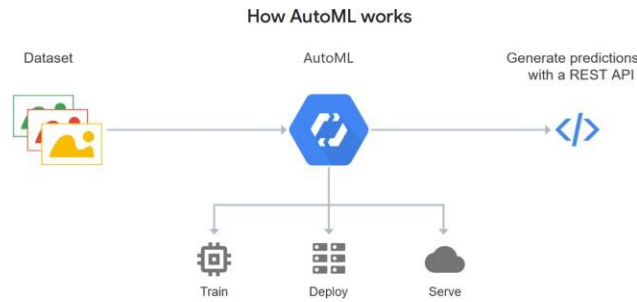 How AutoML works
Dataset
AutoML
Generate predictions
with a REST API
</>
Train
Deploy
Serve